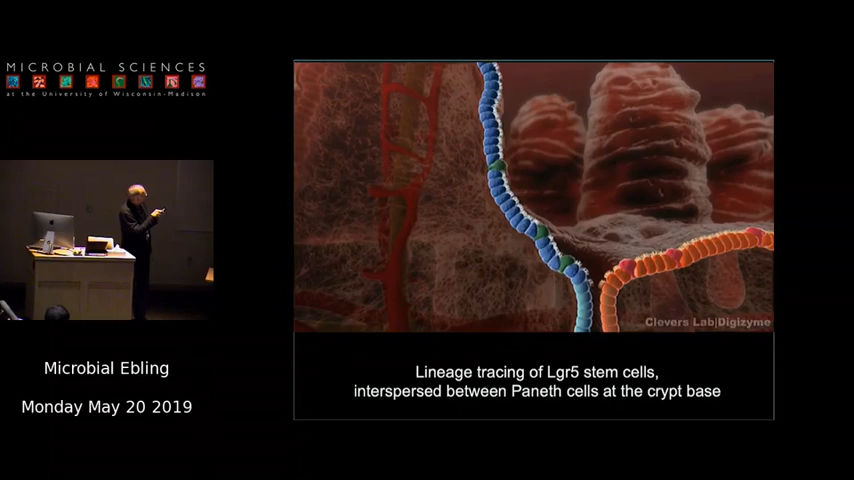 MICROBIAL SCIENCES
at the University of Wisconsin-Madison
Microbial Ebling
Monday May 20 2019
Clevers Lab|Digizyme
Lineage tracing of Lgr5 stem cells,
interspersed between Paneth cells at the crypt base